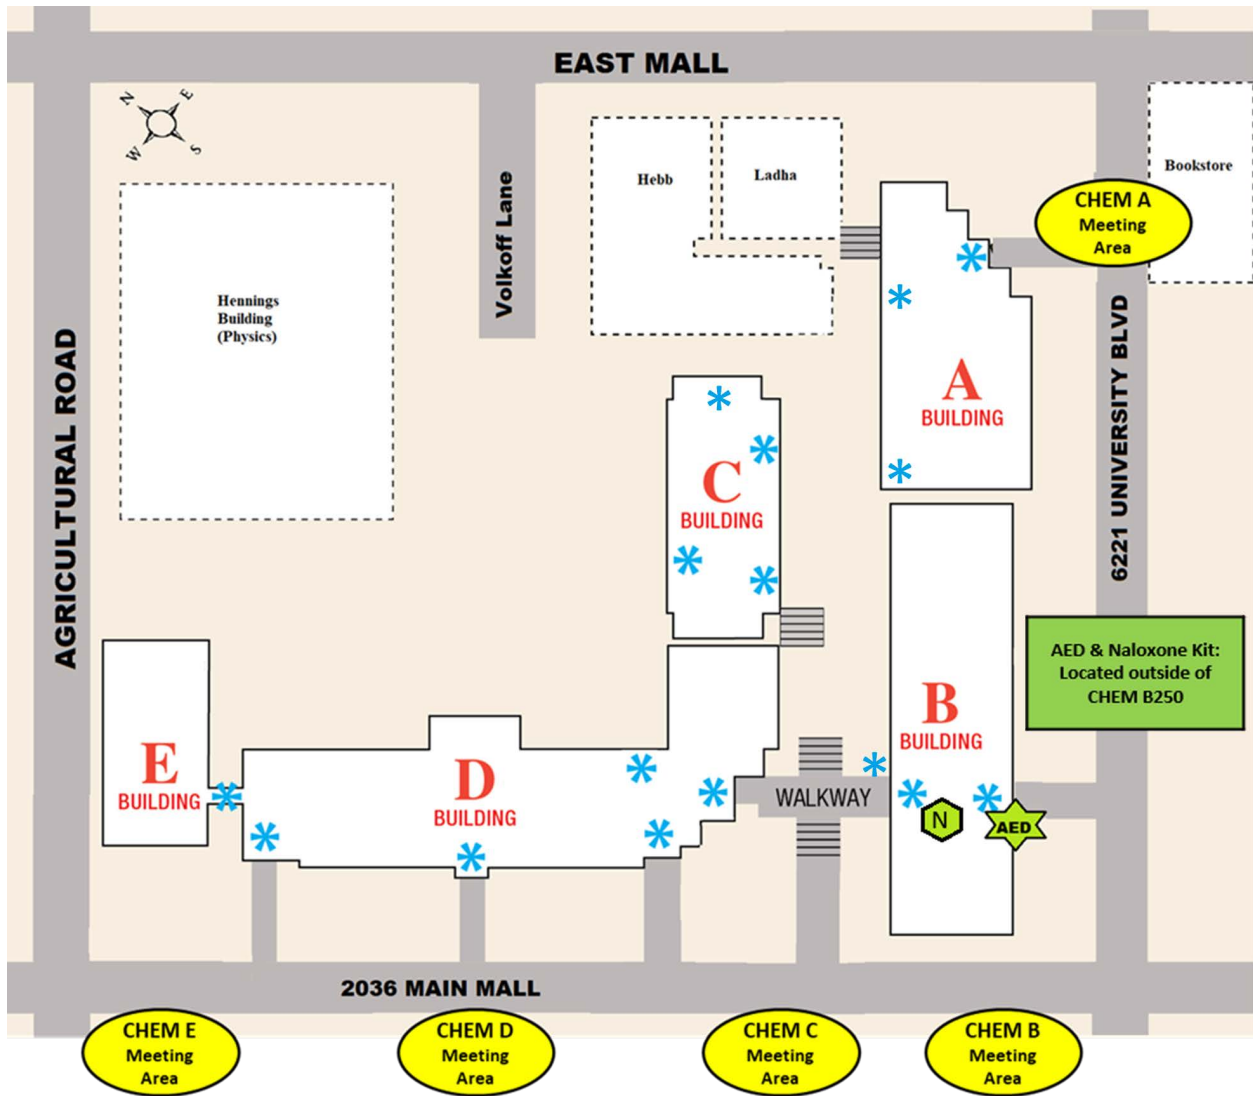 EAST MALL
N
E
W
S
Volkoff Lane
Hebb
Ladha
Bookstore
CHEM A
Meeting
Area
Hennings
Building
(Physics)
AGRICULTURAL ROAD
6221 UNIVERSITY BLVD
A
BUILDING
C
BUILDING
AED & Naloxone Kit:
Located outside of
CHEM B250
B
BUILDING
E
BUILDING
D
BUILDING
WALKWAY
N
AED
2036 MAIN MALL
CHEM E
Meeting
Area
CHEM D
Meeting
Area
CHEM C
Meeting
Area
CHEM B
Meeting
Area